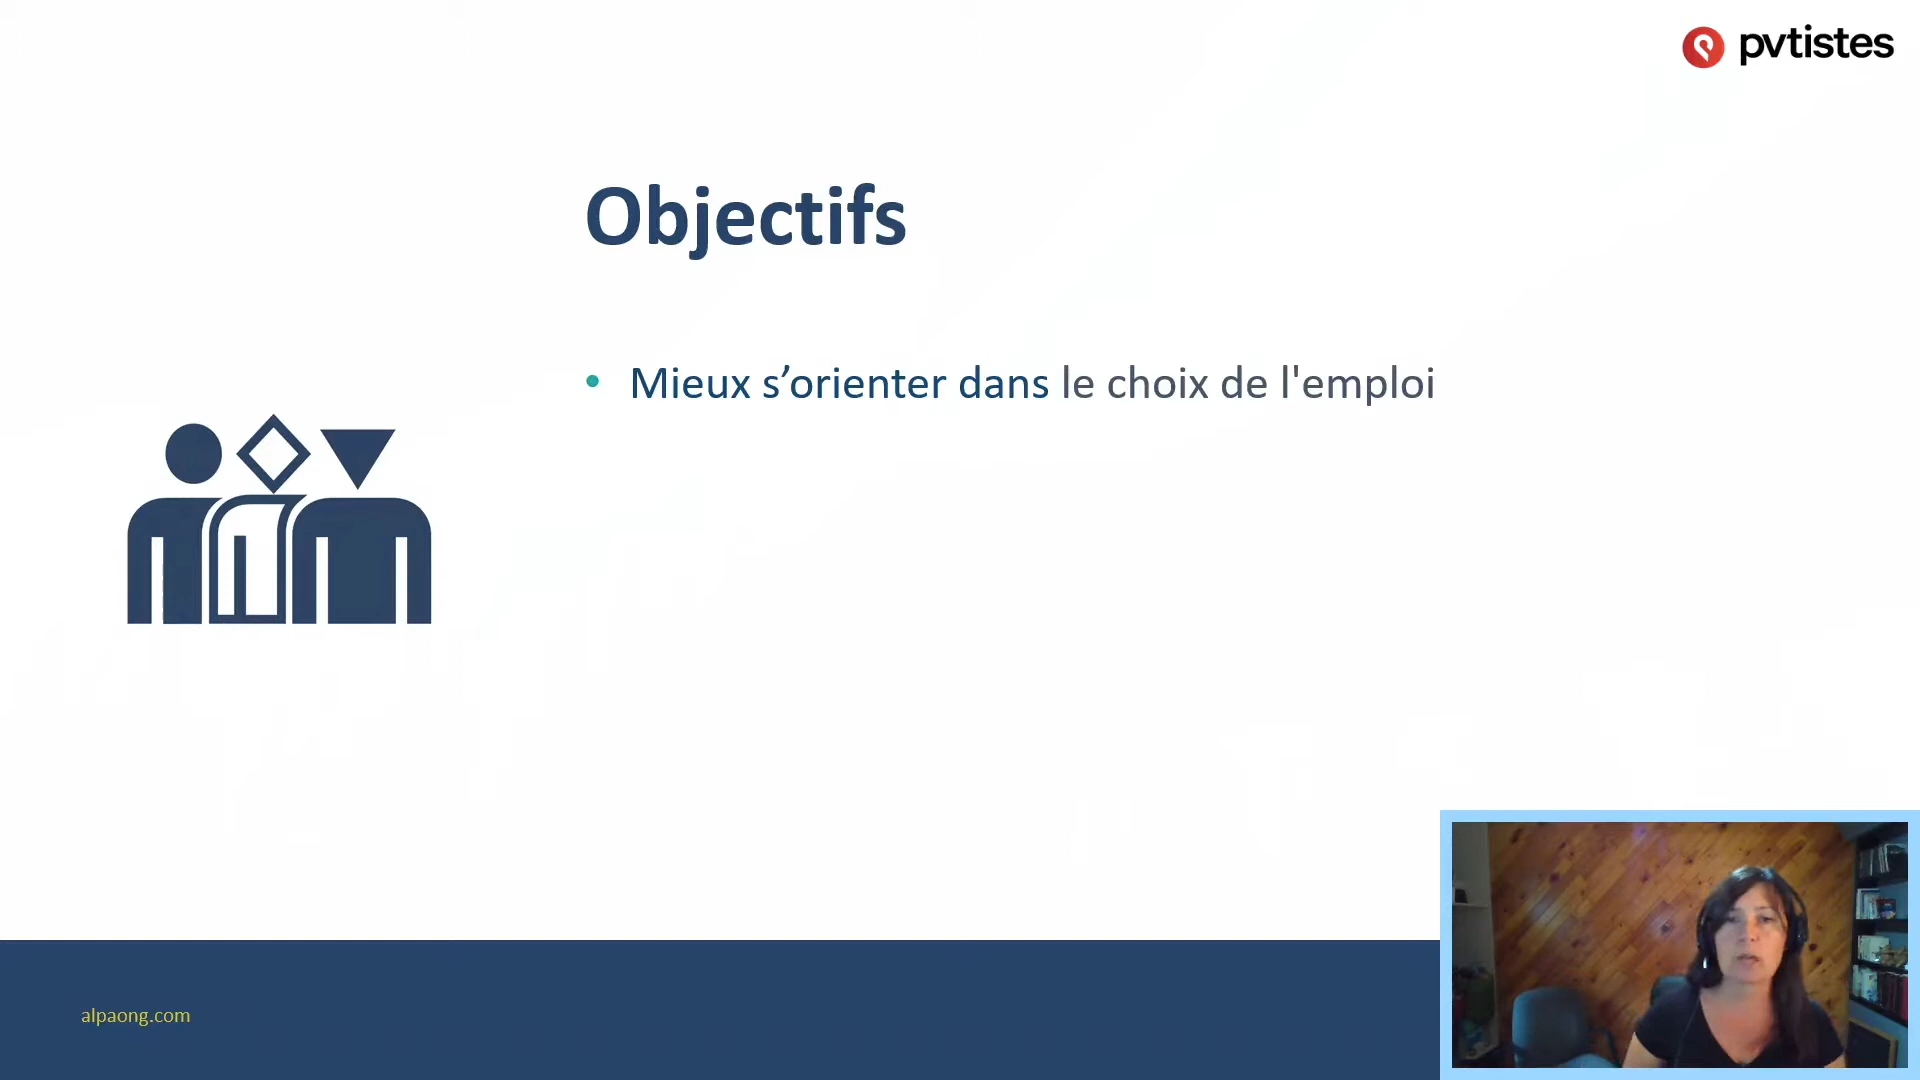 pvtistes
Objectifs
• Mieux s’orienter dans le choix de l'emploi
alpaong.com